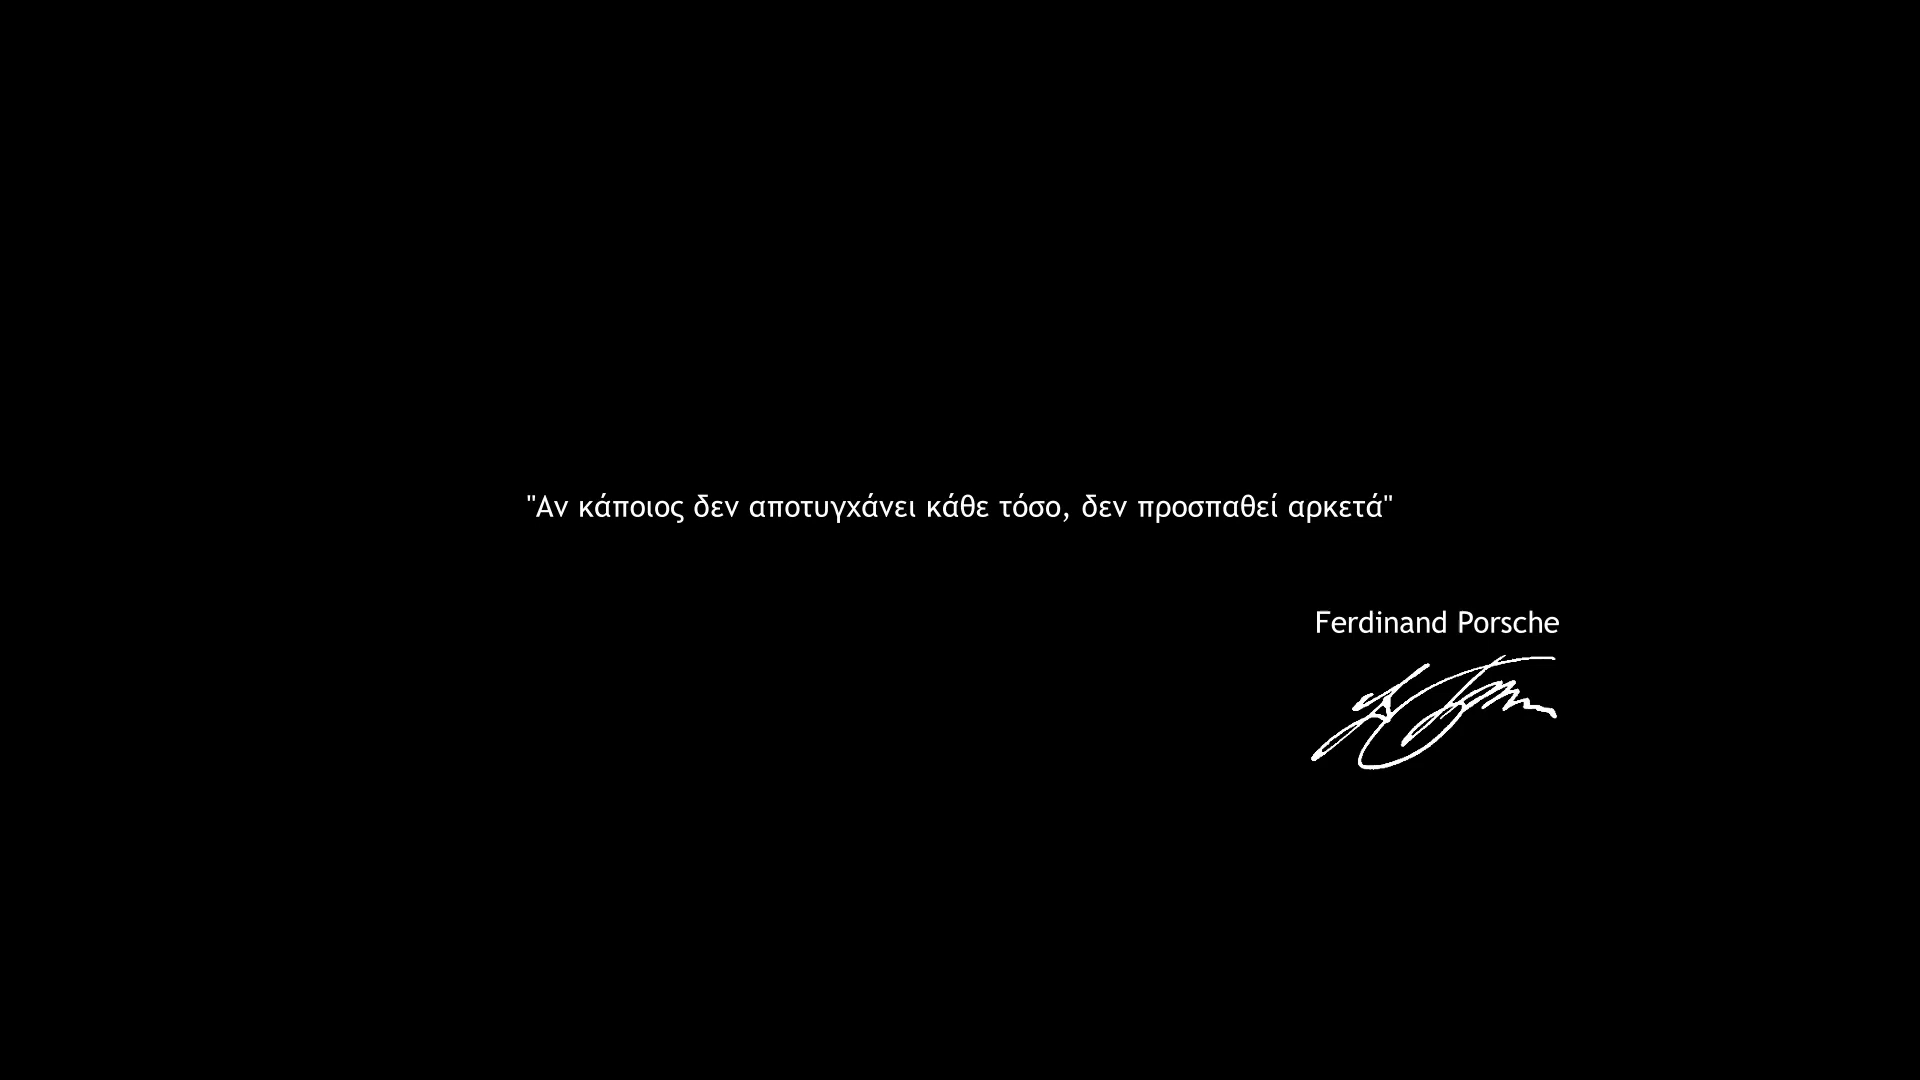 "Αν κάποιος δεν αποτυγχάνει κάθε τόσο, δεν προσπαθεί αρκετά"
Ferdinand Porsche